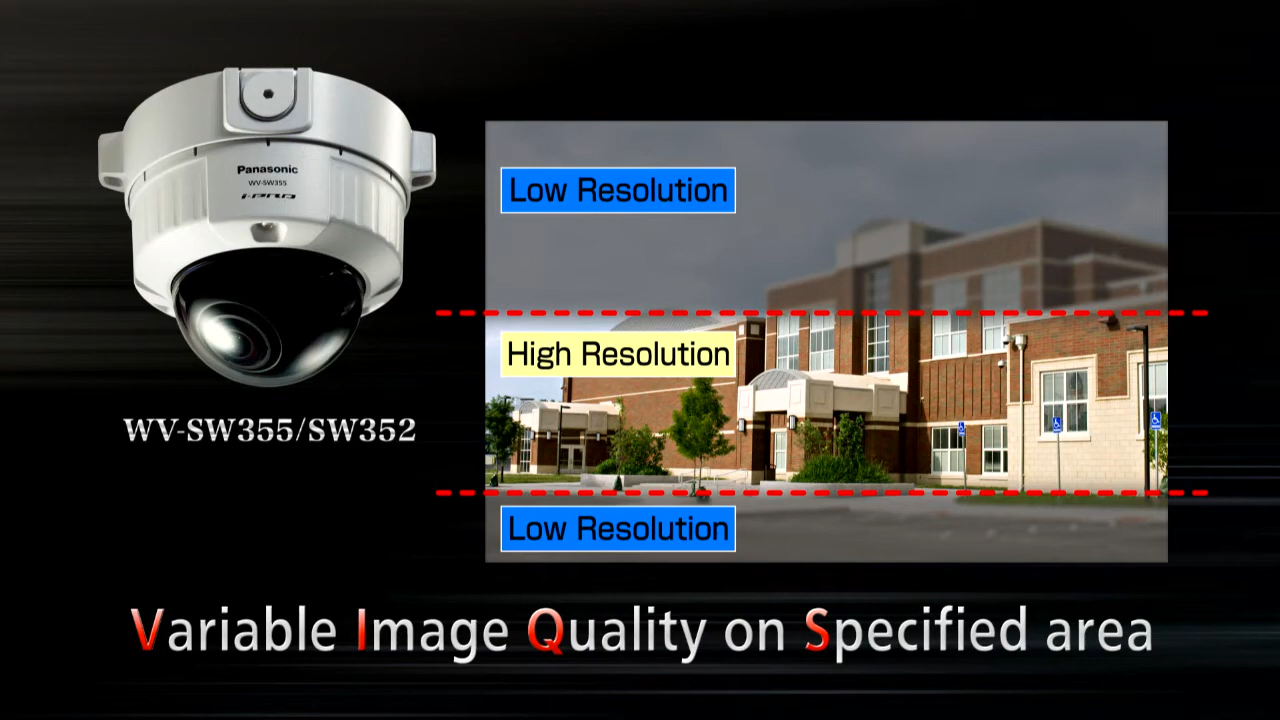 Panasonic
WV-SW355
i-PRO
WV-SW355/SW352
Low Resolution
High Resolution
Low Resolution
Variable Image Quality on Specified area